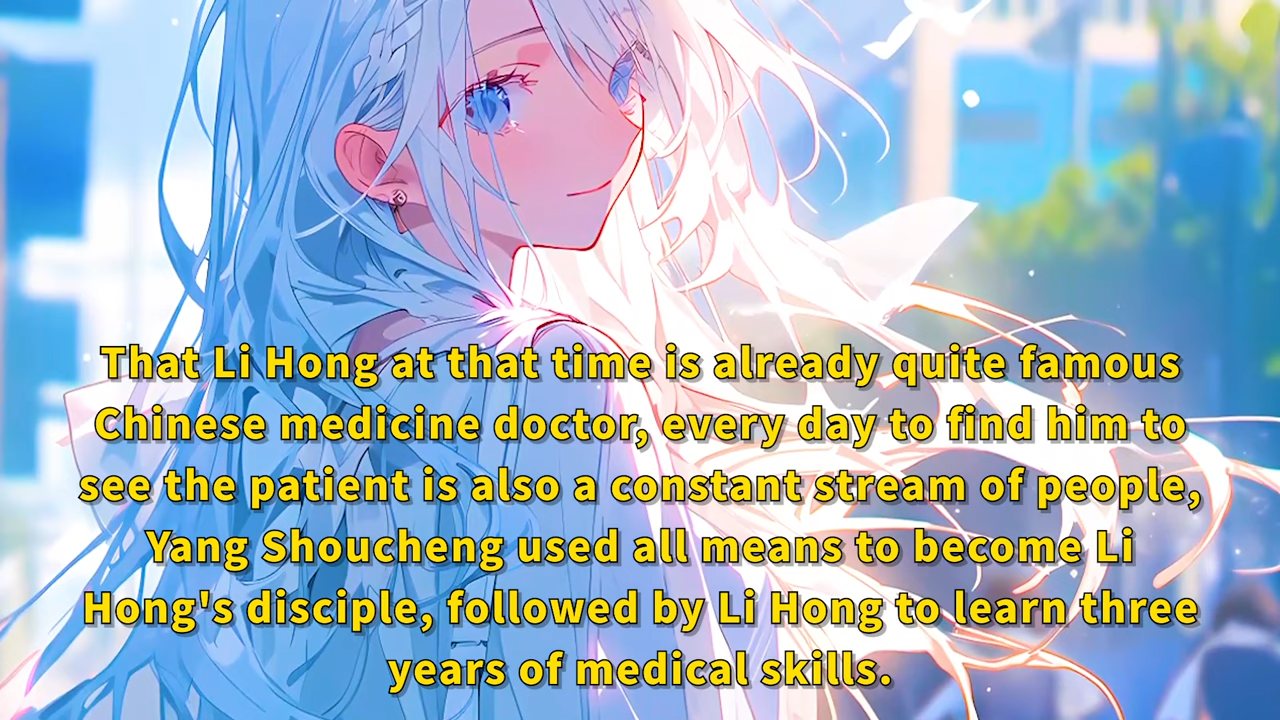 That Li Hong at that time is already quite famous
Chinese medicine doctor, every day to find him to
see the patient is also a constant stream of people,
Yang Shoucheng used all means to become Li
Hong's disciple, followed by Li Hong to learn three
years of medical skills.